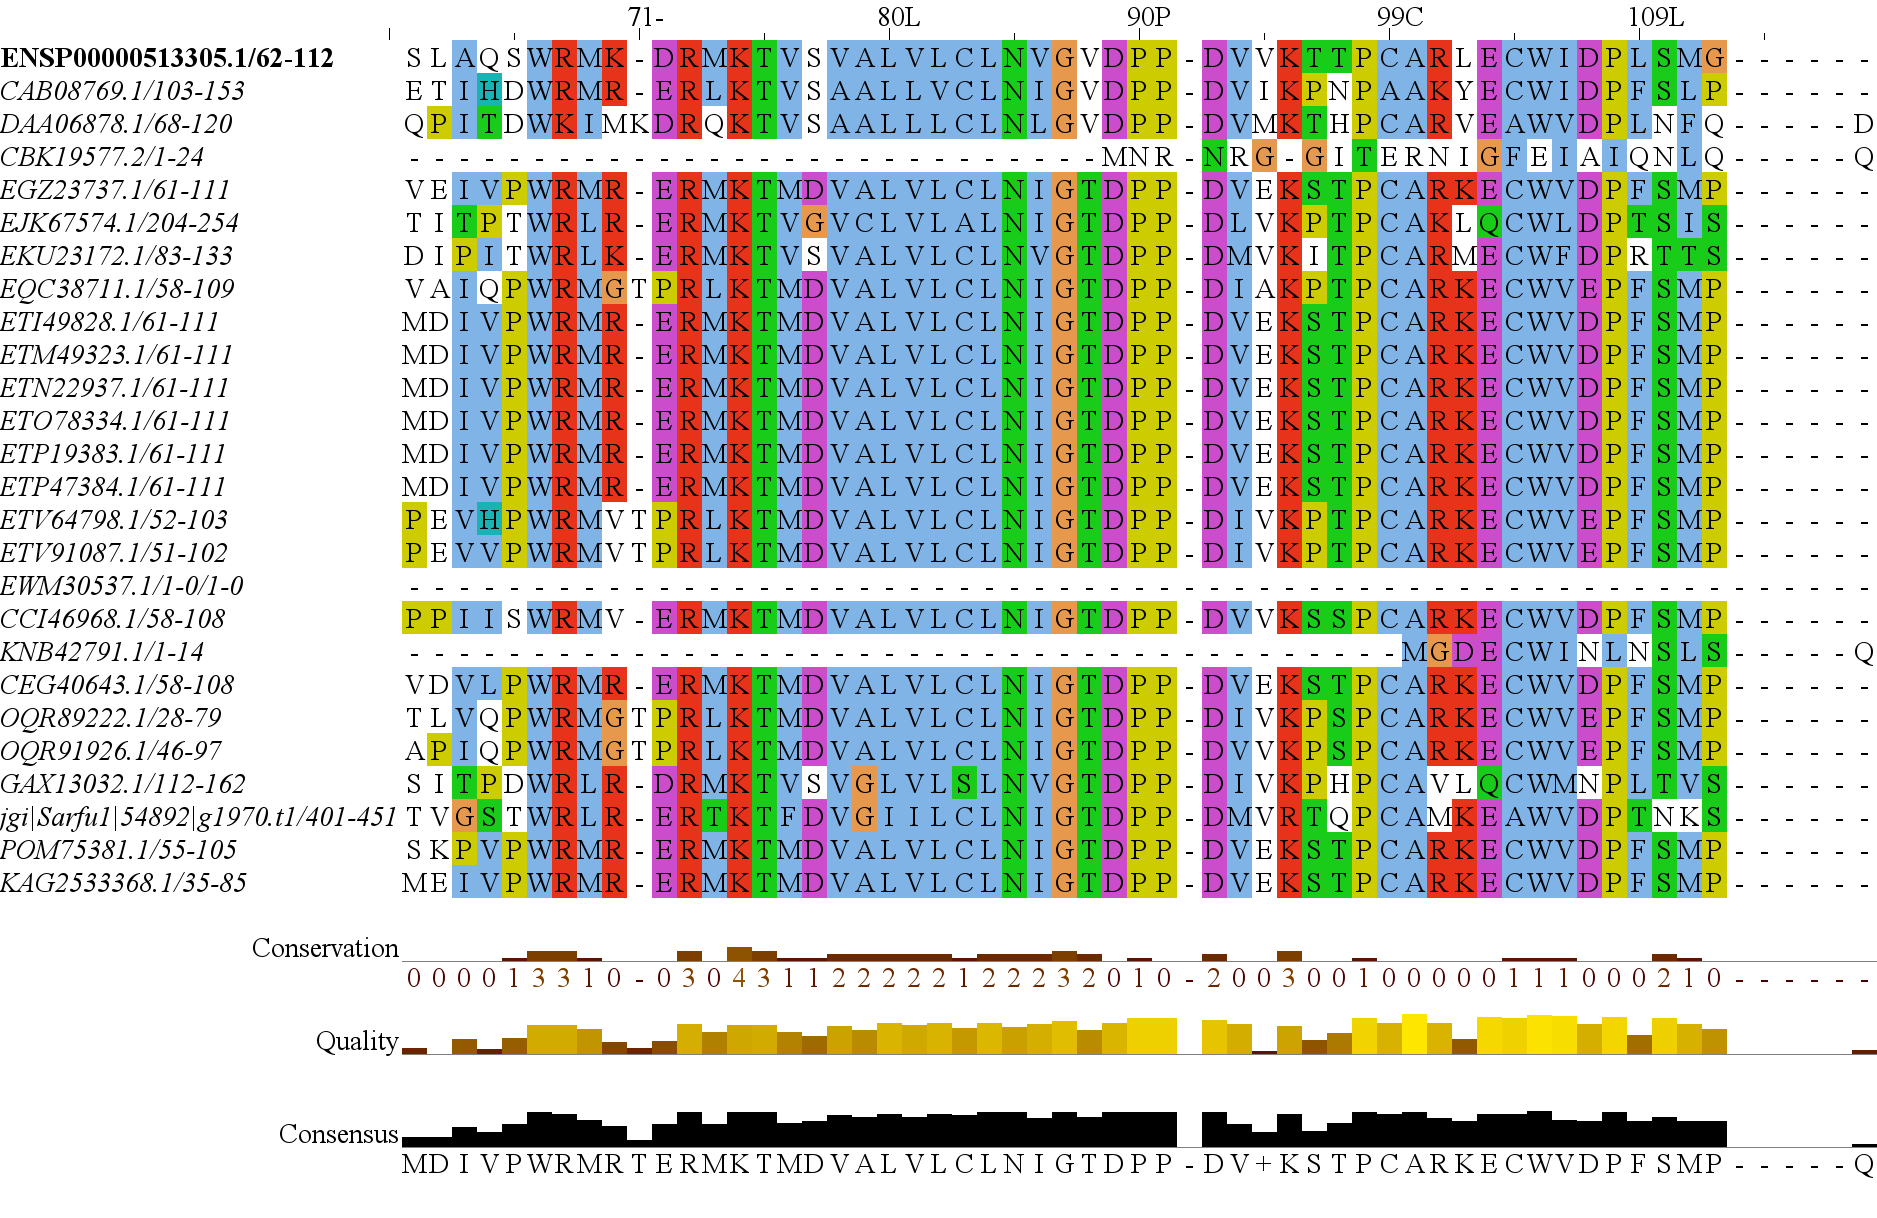 71- 80L 90P 99C 109L
ENSP00000513305.1/62-112 SLAQSWRMK-DRMKTVSVALVLCLNVGVDPP-DVVKTTPCARLECWIDPLSMG------
CAB08769.1/103-153 ETIHDWRMR-ERLKTVSAALLVCLNIGVDPP-DVIKPNPAAKYECWIDPFSLP------
DAA06878.1/68-120 QPITDWKIMKDRQKTVSAALLLCLNLGVDPP-DVMKTHPCARVEAWVDPLNFQ-----D
CBK19577.2/1-24 ----------------------------MNR-NRG-GITERNIGFEIAIQNLQ-----Q
EGZ23737.1/61-111 VEIVPWRMR-ERMKTMDVALVLCLNIGTDPP-DVEKSTPCARKECWVDPFSMP------
EJK67574.1/204-254 TITPTWRLR-ERMKTVGVCLVLALNIGTDPP-DLVKPTPCAKLQCWLDPTSIS------
EKU23172.1/83-133 DIPITWRLK-ERMKTVSVALVLCLNVGTDPP-DMVKITPCARMECWFDPRTTS------
EQC38711.1/58-109 VAIQPWRMGTPRLKTMDVALVLCLNIGTDPP-DIAKPTPCARKECWVEPFSMP------
ETI49828.1/61-111 MDIVPWRMR-ERMKTMDVALVLCLNIGTDPP-DVEKSTPCARKECWVDPFSMP------
ETM49323.1/61-111 MDIVPWRMR-ERMKTMDVALVLCLNIGTDPP-DVEKSTPCARKECWVDPFSMP------
ETN22937.1/61-111 MDIVPWRMR-ERMKTMDVALVLCLNIGTDPP-DVEKSTPCARKECWVDPFSMP------
ETO78334.1/61-111 MDIVPWRMR-ERMKTMDVALVLCLNIGTDPP-DVEKSTPCARKECWVDPFSMP------
ETP19383.1/61-111 MDIVPWRMR-ERMKTMDVALVLCLNIGTDPP-DVEKSTPCARKECWVDPFSMP------
ETP47384.1/61-111 MDIVPWRMR-ERMKTMDVALVLCLNIGTDPP-DVEKSTPCARKECWVDPFSMP------
ETV64798.1/52-103 PEVHPWRMVTPRLKTMDVALVLCLNIGTDPP-DIVKPTPCARKECWVEPFSMP------
ETV91087.1/51-102 PEVVPWRMVTPRLKTMDVALVLCLNIGTDPP-DIVKPTPCARKECWVEPFSMP------
EWM30537.1/1-0/1-0 -----------------------------------------------------------
CCI46968.1/58-108 PPIISWRMV-ERMKTMDVALVLCLNIGTDPP-DVVKSSPCARKECWVDPFSMP------
KNB42791.1/1-14 ----------------------------------------MGDECWINLNSLS-----Q
CEG40643.1/58-108 VDVLPWRMR-ERMKTMDVALVLCLNIGTDPP-DVEKSTPCARKECWVDPFSMP------
OQR89222.1/28-79 TLVQPWRMGTPRLKTMDVALVLCLNIGTDPP-DIVKPSPCARKECWVEPFSMP------
OQR91926.1/46-97 APIQPWRMGTPRLKTMDVALVLCLNIGTDPP-DVVKPSPCARKECWVEPFSMP------
GAX13032.1/112-162 SITPDWRLR-DRMKTVSVGLVLSLNVGTDPP-DIVKPHPCAVLQCWMNPLTVS------
jgi|Sarfu1|54892|g1970.t1/401-451 TVGSTWRLR-ERTKTFDVGIILCLNIGTDPP-DMVRTQPCAMKEAWVDPTNKS------
POM75381.1/55-105 SKPVPWRMR-ERMKTMDVALVLCLNIGTDPP-DVEKSTPCARKECWVDPFSMP------
KAG2533368.1/35-85 MEIVPWRMR-ERMKTMDVALVLCLNIGTDPP-DVEKSTPCARKECWVDPFSMP------
Conservation
000013310-030431122222122232010-200300100000111000210------
Quality
Consensus
MDIVPWRMRTERMKTMDVALVLCLNIGTDPP-DV+KSTPCARKECWVDPFSMP-----Q